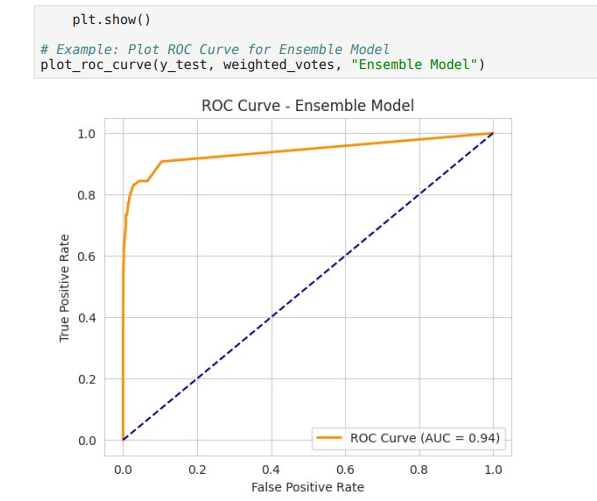 plt.show()
# Example: Plot ROC Curve for Ensemble Model
plot_roc_curve(y_test, weighted_votes, "Ensemble Model")
ROC Curve - Ensemble Model
1.0
0.8
0.6
0.4
0.2
0.0
True Positive Rate
ROC Curve (AUC = 0.94)
0.0 0.2 0.4 0.6 0.8 1.0
False Positive Rate